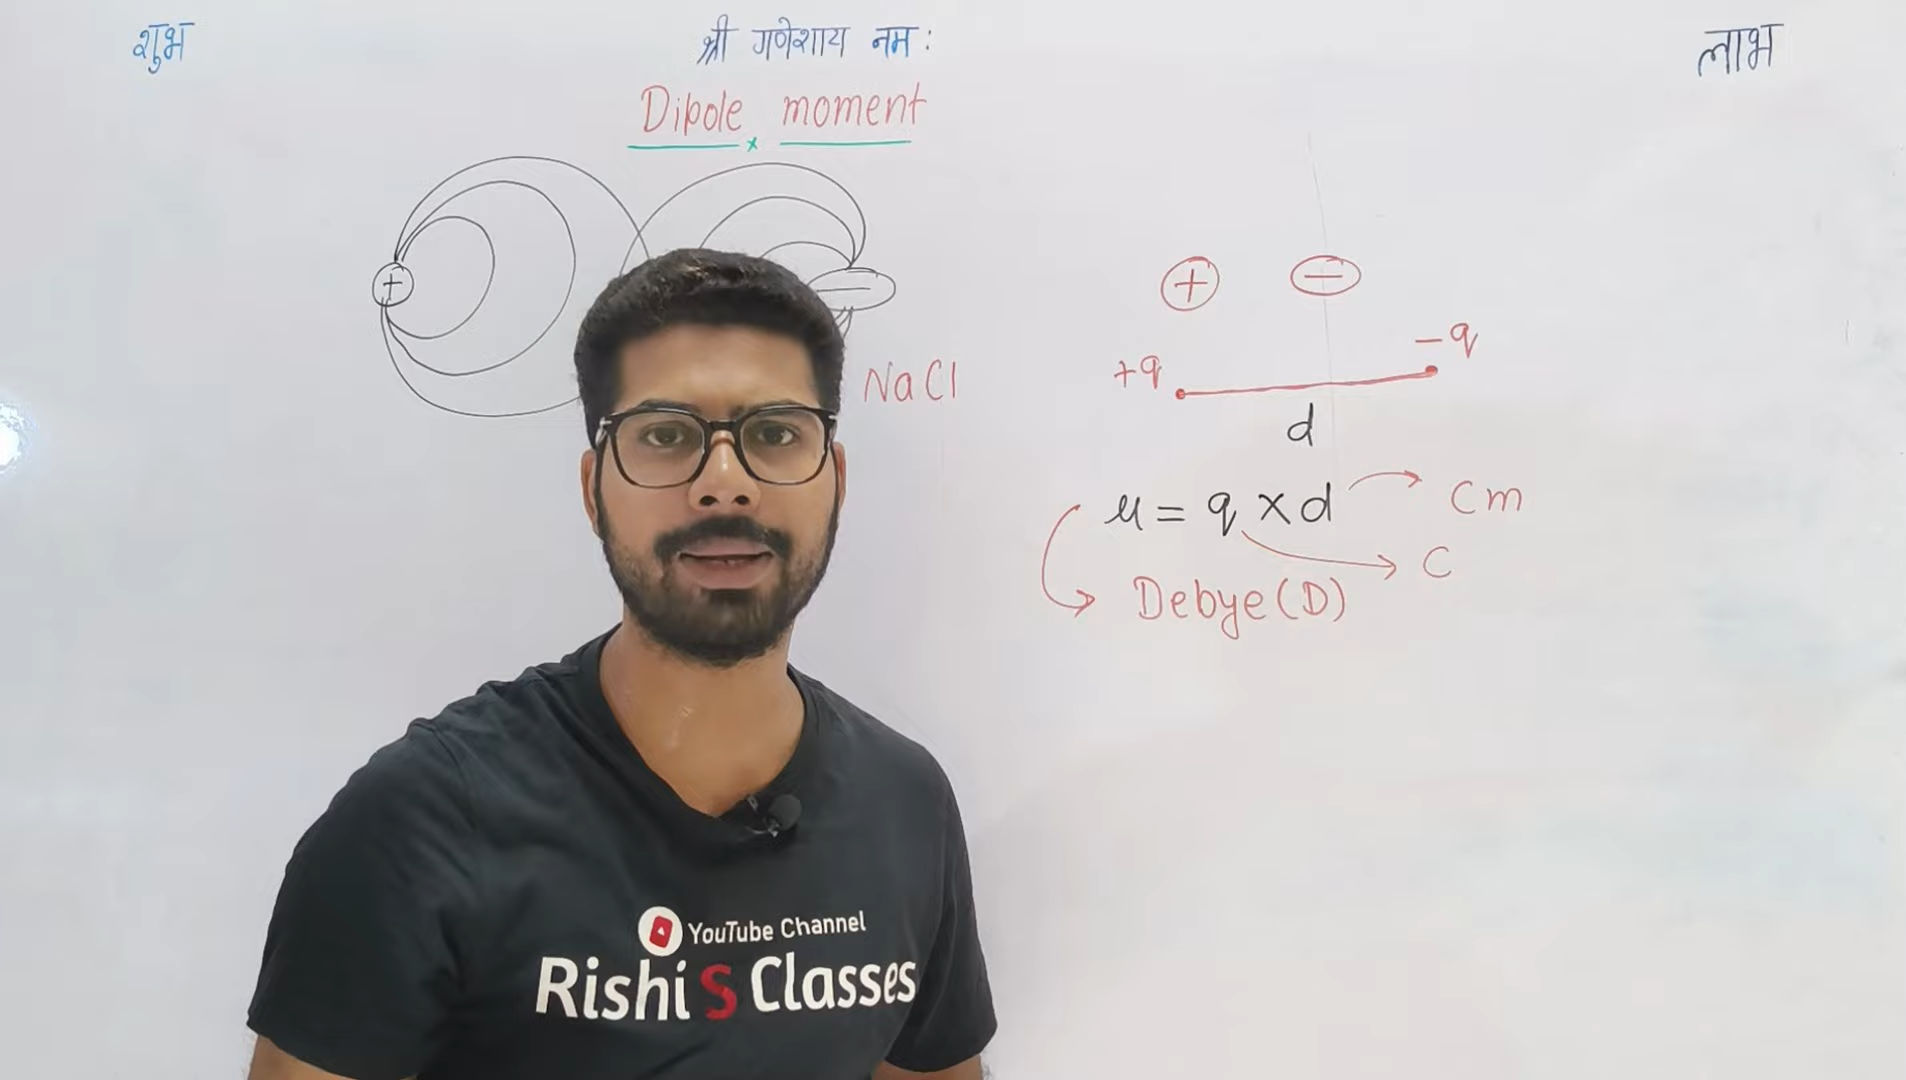 शुभ
श्री गणेशाय नम:
लाभ
Dipole moment
x
+
−
+
−
+q
−q
NaCl
d
μ = q x d
Cm
C
Debye (D)
YouTube Channel
Rishi S Classes